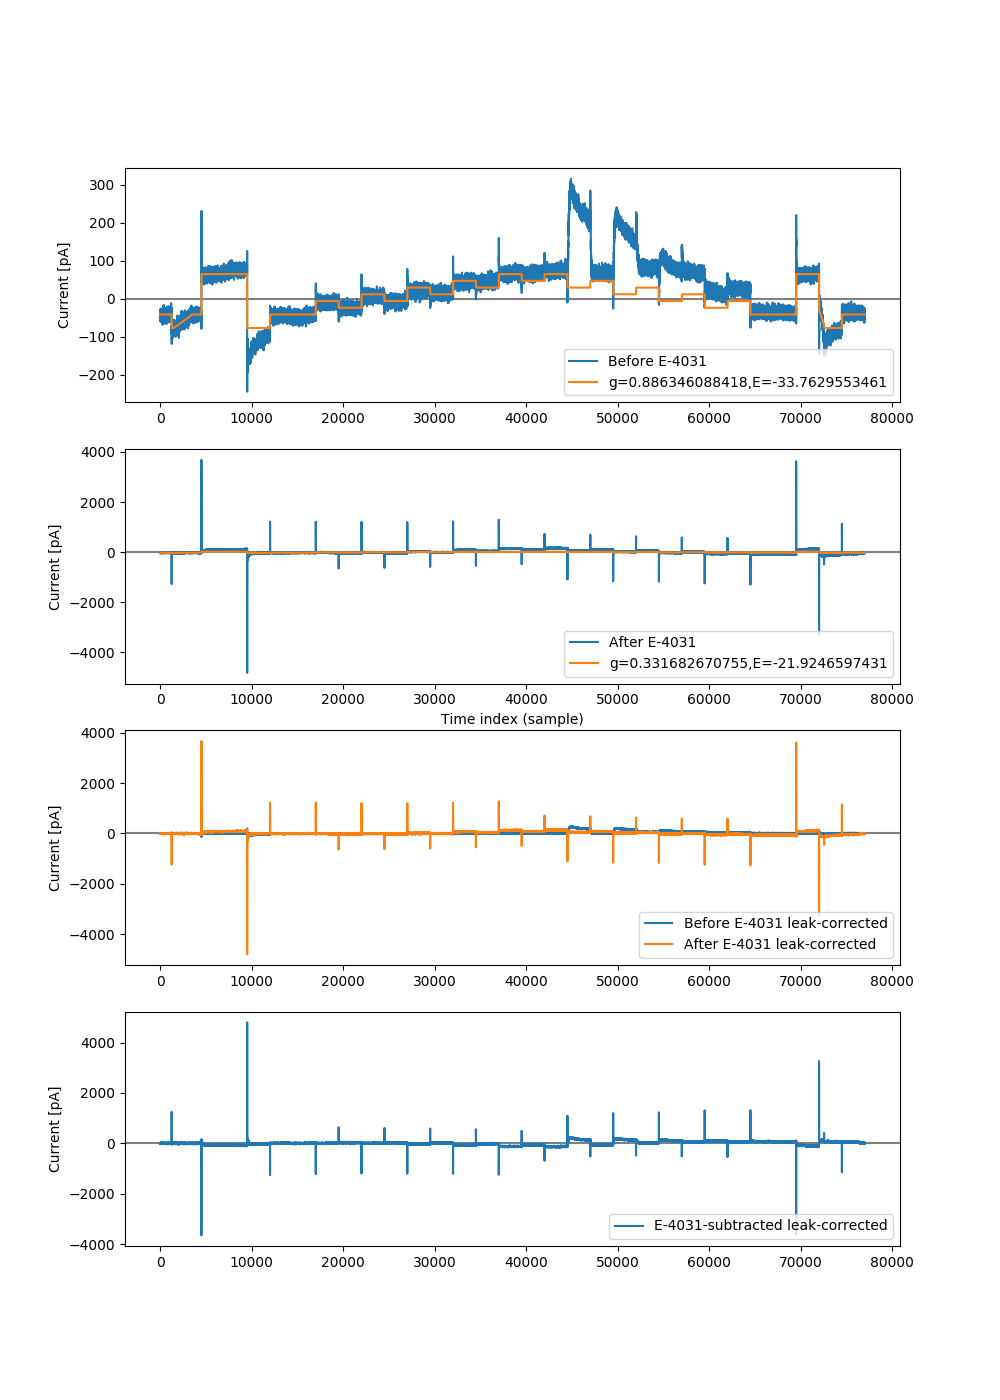 300
200
100
0
−100
−200
Current [pA]
Before E-4031
g=0.886346088418,E=-33.7629553461
0 10000 20000 30000 40000 50000 60000 70000 80000
4000
2000
0
−2000
−4000
Current [pA]
After E-4031
g=0.331682670755,E=-21.9246597431
0 10000 20000 30000 40000 50000 60000 70000 80000
Time index (sample)
4000
2000
0
−2000
−4000
Current [pA]
Before E-4031 leak-corrected
After E-4031 leak-corrected
0 10000 20000 30000 40000 50000 60000 70000 80000
4000
2000
0
−2000
−4000
Current [pA]
E-4031-subtracted leak-corrected
0 10000 20000 30000 40000 50000 60000 70000 80000